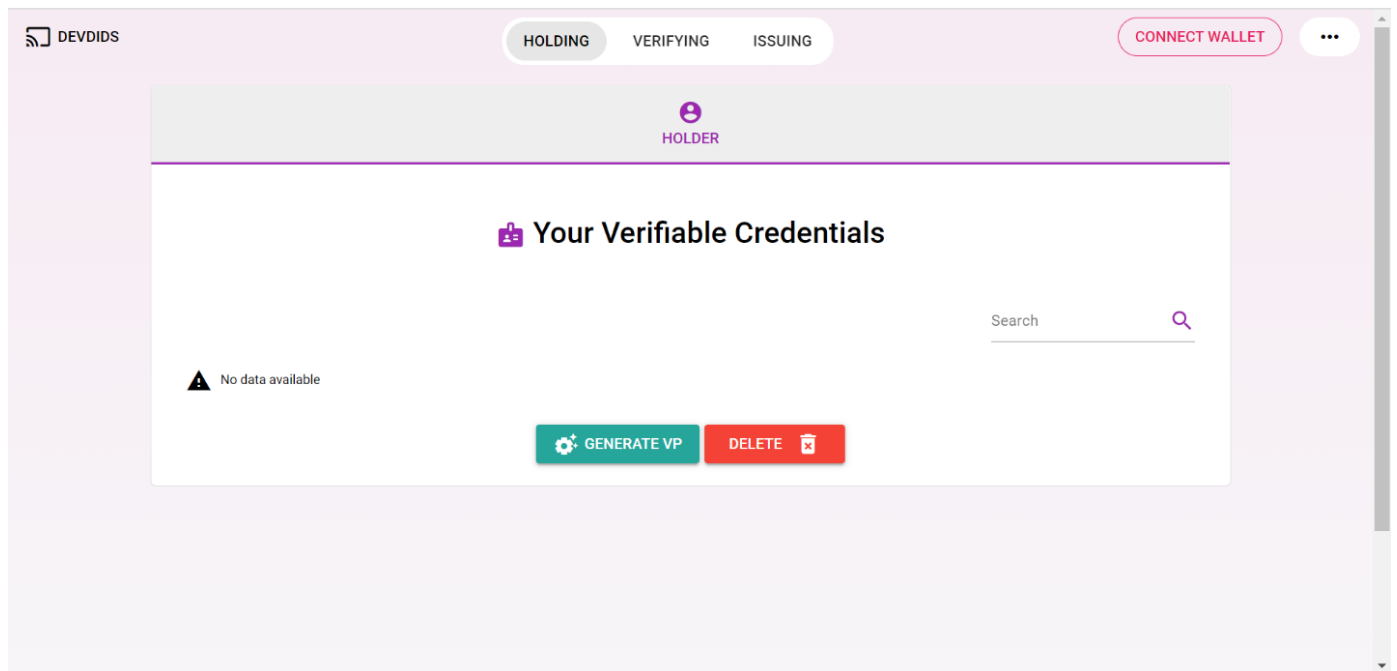 DEVDIDS
HOLDING VERIFYING ISSUING
CONNECT WALLET
HOLDER
Your Verifiable Credentials
Search
No data available
GENERATE VP
DELETE